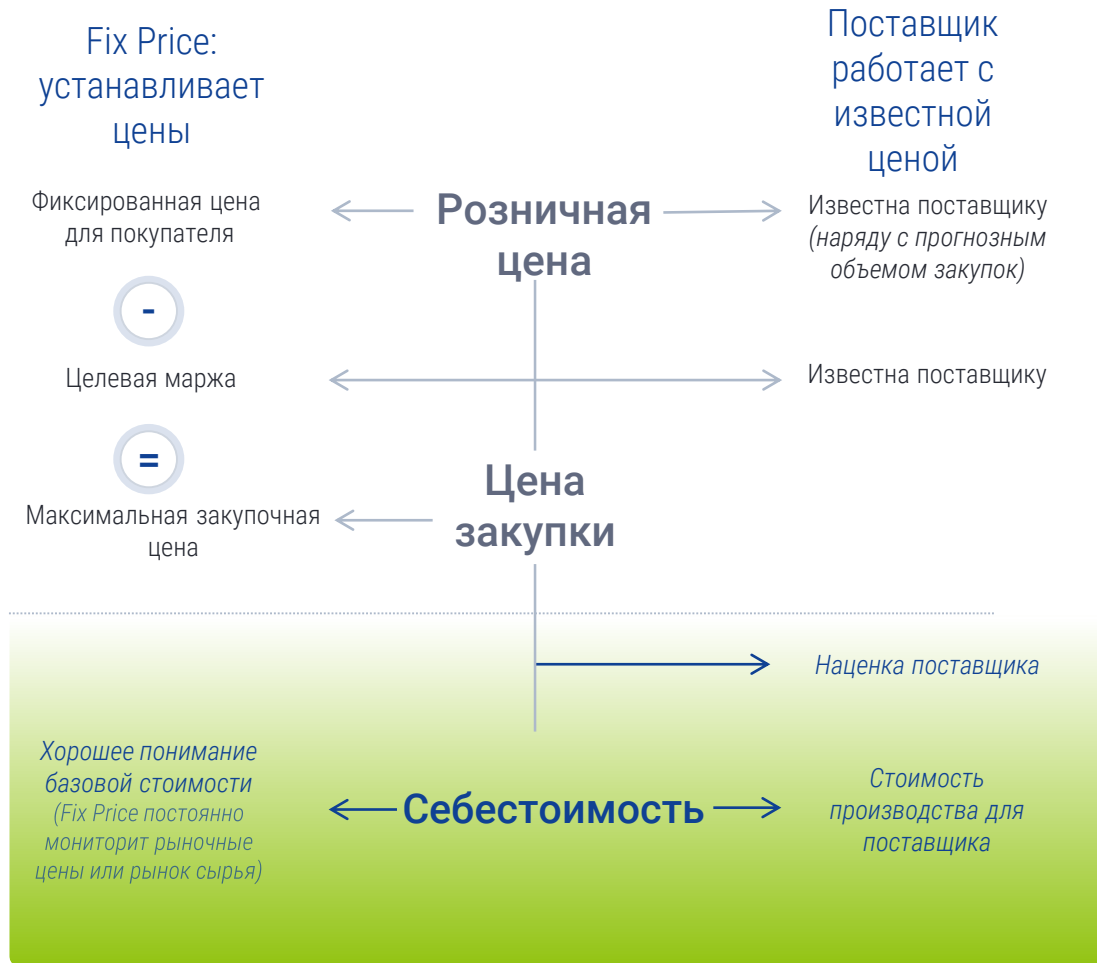 Fix Price:
устанавливает
цены
Поставщик
работает с
известной
ценой
Фиксированная цена
для покупателя
Розничная
цена
Известна поставщику
(наряду с прогнозным
объемом закупок)
-
Целевая маржа
Известна поставщику
=
Максимальная закупочная
цена
Цена
закупки
Наценка поставщика
Хорошее понимание
базовой стоимости
(Fix Price постоянно
мониторит рыночные
цены или рынок сырья)
Себестоимость
Стоимость
производства для
поставщика